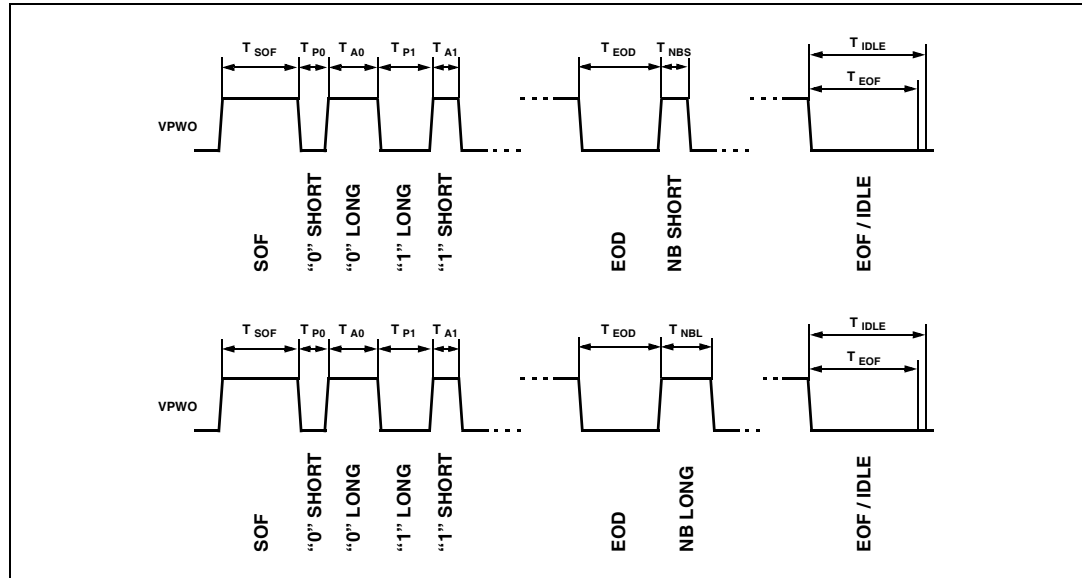 T SOF T P0 T A0 T P1 T A1 T EOD T NBS T IDLE
T EOF
VPWO
SOF
“0” SHORT
“0” LONG
“1” LONG
“1” SHORT
EOD
NB SHORT
EOF / IDLE
T SOF T P0 T A0 T P1 T A1 T EOD T NBL T IDLE
T EOF
VPWO
SOF
“0” SHORT
“0” LONG
“1” LONG
“1” SHORT
EOD
NB LONG
EOF / IDLE